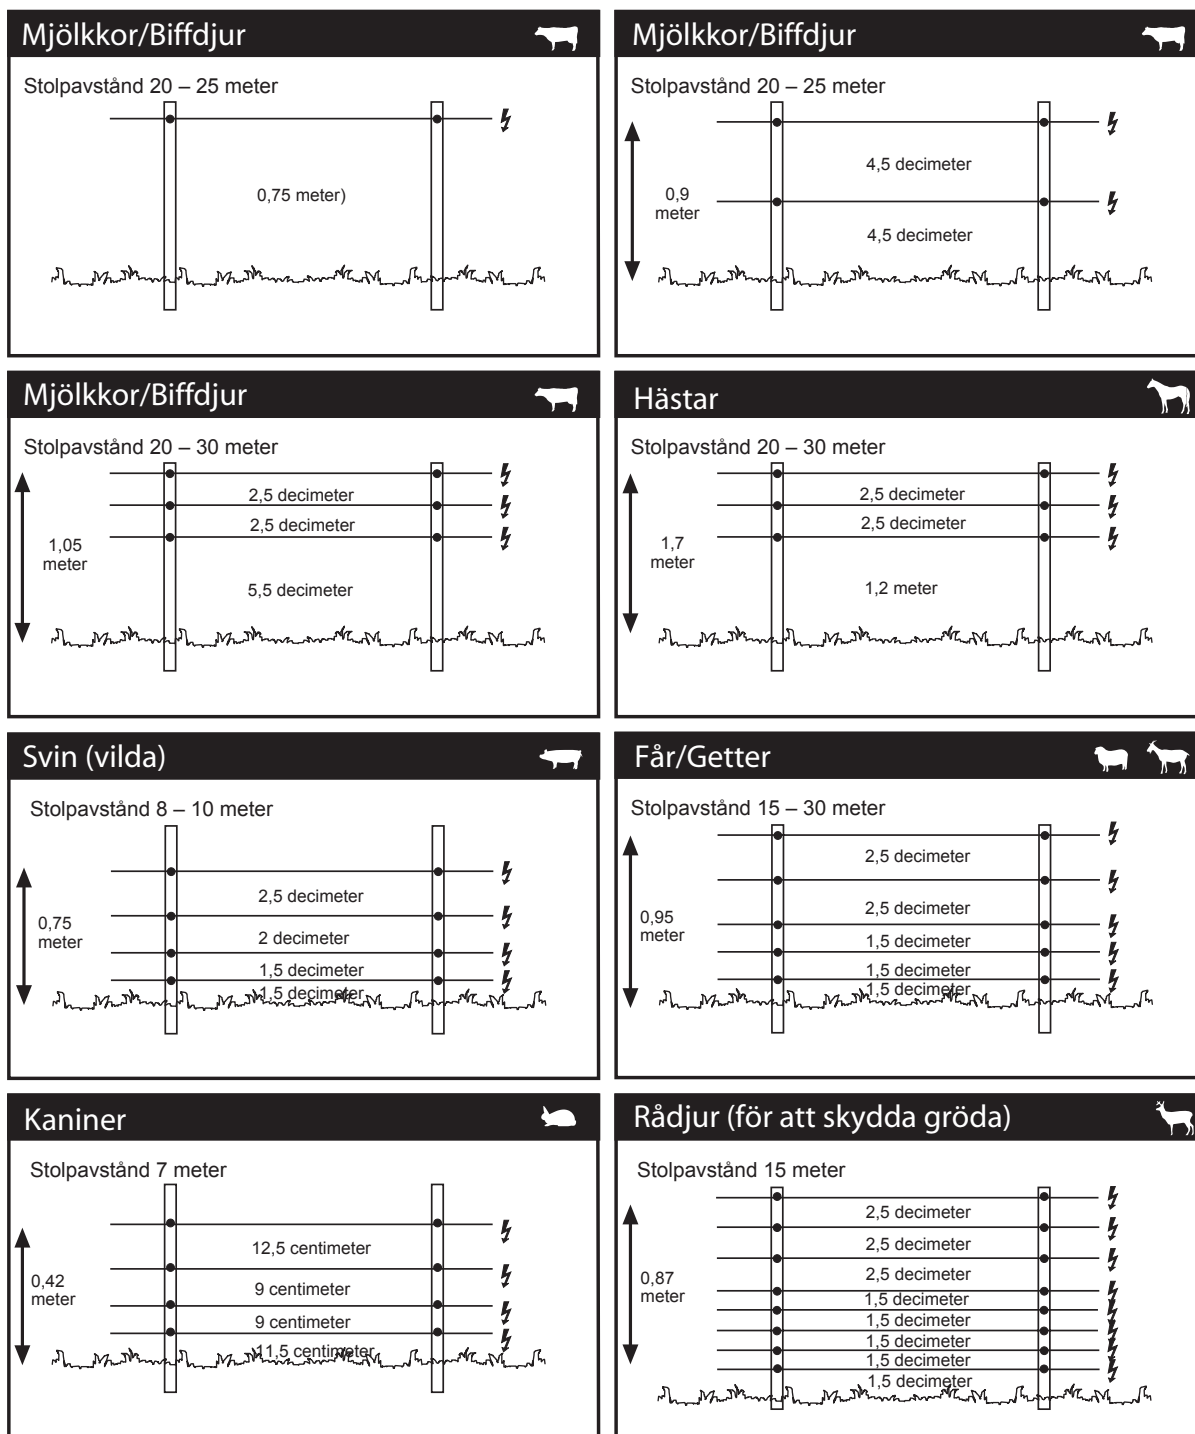 Mjölkkor/Biffdjur
Stolpavstånd 20 – 25 meter
0,75 meter)
Mjölkkor/Biffdjur
Stolpavstånd 20 – 25 meter
4,5 decimeter
0,9
meter
4,5 decimeter
Mjölkkor/Biffdjur
Stolpavstånd 20 – 30 meter
2,5 decimeter
2,5 decimeter
1,05
meter
5,5 decimeter
Hästar
Stolpavstånd 20 – 30 meter
2,5 decimeter
2,5 decimeter
1,7
meter
1,2 meter
Svin (vilda)
Stolpavstånd 8 – 10 meter
2,5 decimeter
0,75
meter
2 decimeter
1,5 decimeter
1,5 decimeter
Får/Getter
Stolpavstånd 15 – 30 meter
2,5 decimeter
2,5 decimeter
0,95
meter
1,5 decimeter
1,5 decimeter
1,5 decimeter
Kaniner
Stolpavstånd 7 meter
12,5 centimeter
0,42
meter
9 centimeter
9 centimeter
11,5 centimeter
Rådjur (för att skydda gröda)
Stolpavstånd 15 meter
2,5 decimeter
2,5 decimeter
2,5 decimeter
0,87
meter
1,5 decimeter
1,5 decimeter
1,5 decimeter
1,5 decimeter
1,5 decimeter